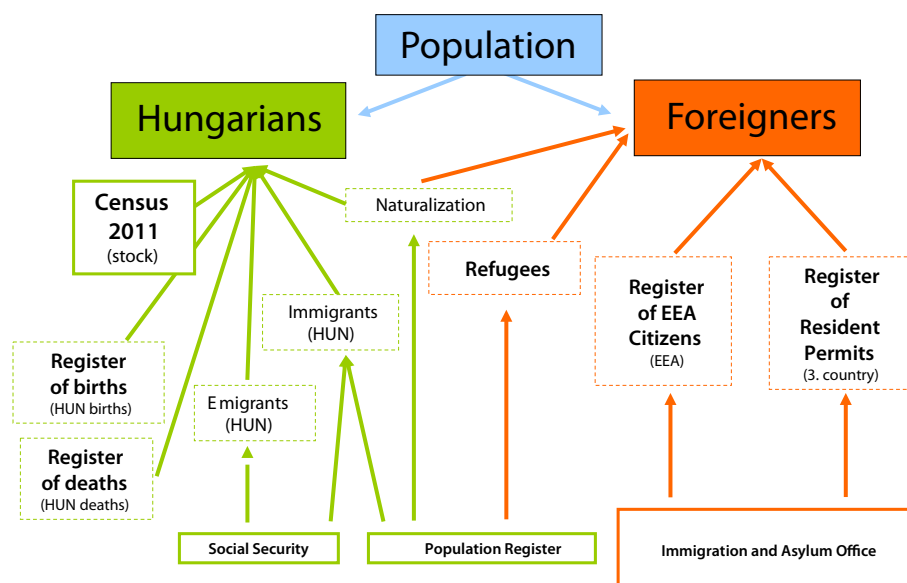 Population
Hungarians
Foreigners
Census
2011
(stock)
Naturalization
Refugees
Register
of EEA
Citizens
(EEA)
Register
of
Resident
Permits
(3. country)
Immigrants
(HUN)
Register
of births
(HUN births)
Emigrants
(HUN)
Register
of deaths
(HUN deaths)
Social Security
Population Register
Immigration and Asylum Office